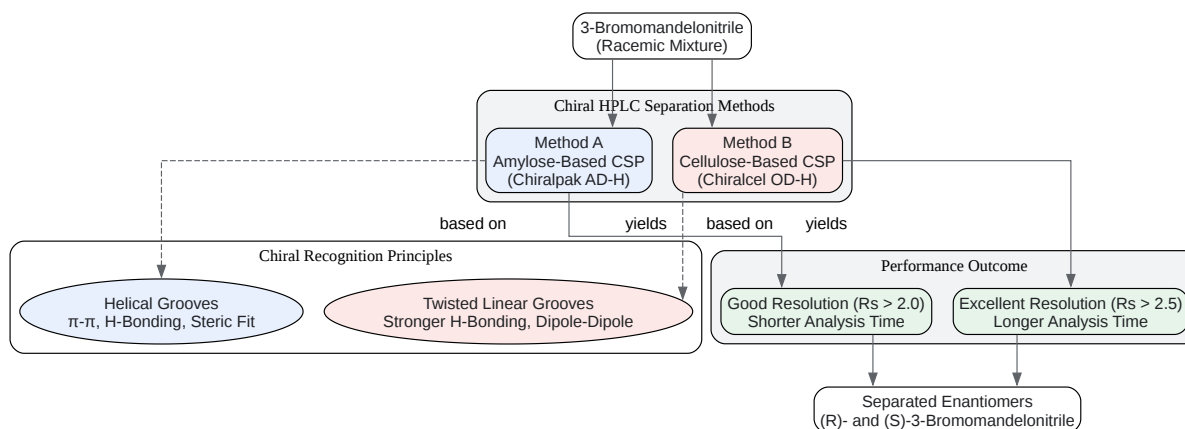 3-Bromomandelonitrile
(Racemic Mixture)
Chiral HPLC Separation Methods
Method A
Amylose-Based CSP
(Chiralpak AD-H)
Method B
Cellulose-Based CSP
(Chiralcel OD-H)
based on
yields
based on
yields
Chiral Recognition Principles
Helical Grooves
π-π, H-Bonding, Steric Fit
Twisted Linear Grooves
Stronger H-Bonding, Dipole-Dipole
Performance Outcome
Good Resolution (Rs > 2.0)
Shorter Analysis Time
Excellent Resolution (Rs > 2.5)
Longer Analysis Time
Separated Enantiomers
(R)- and (S)-3-Bromomandelonitrile